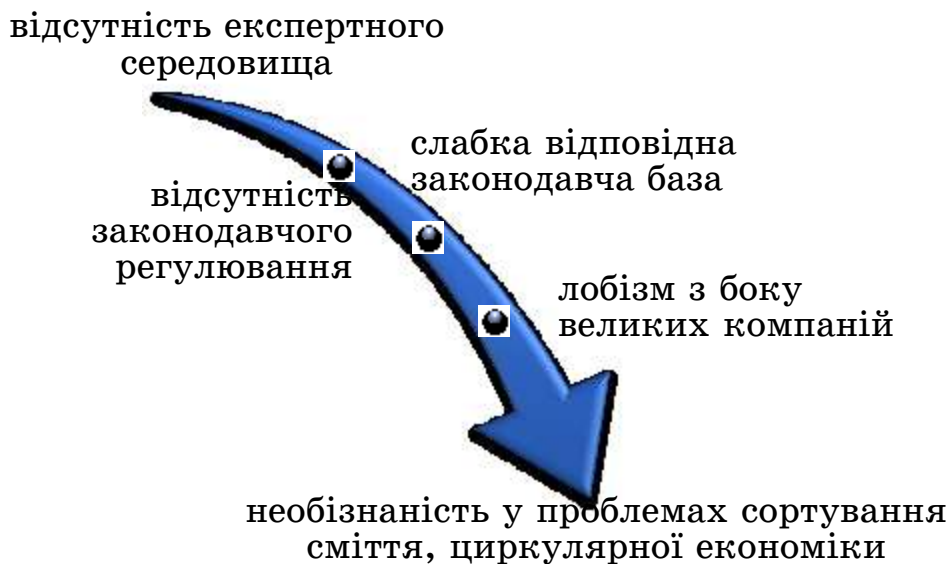 відсутність експертного
середовища
слабка відповідна
законодавча база
відсутність
законодавчого
регулювання
лобізм з боку
великих компаній
необізнаність у проблемах сортування
сміття, циркулярної економіки